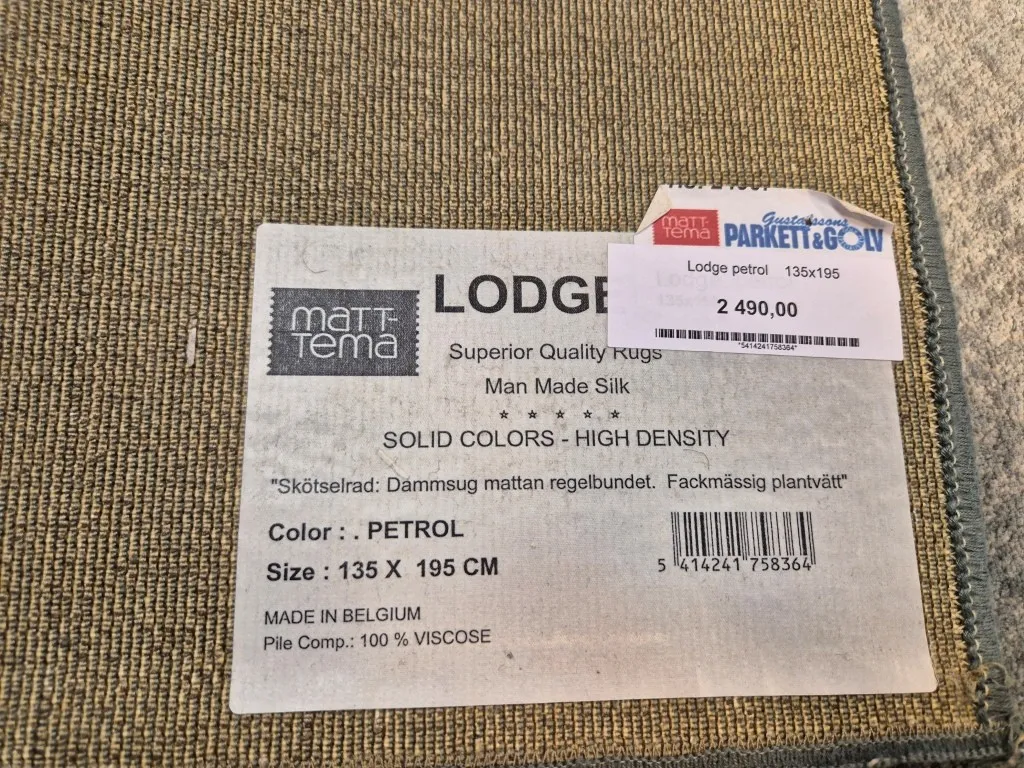 matt-
tema
Gustafssons
PARKETT & GOLV
Lodge petrol 135x195
2 490,00
*5414241758364*
matt-
tema
LODGE
Superior Quality Rugs
Man Made Silk
SOLID COLORS - HIGH DENSITY
"Skötselrad: Dammsug mattan regelbundet. Fackmässig plantvätt"
Color : . PETROL
Size : 135 X 195 CM
5 414241 758364
MADE IN BELGIUM
Pile Comp.: 100 % VISCOSE